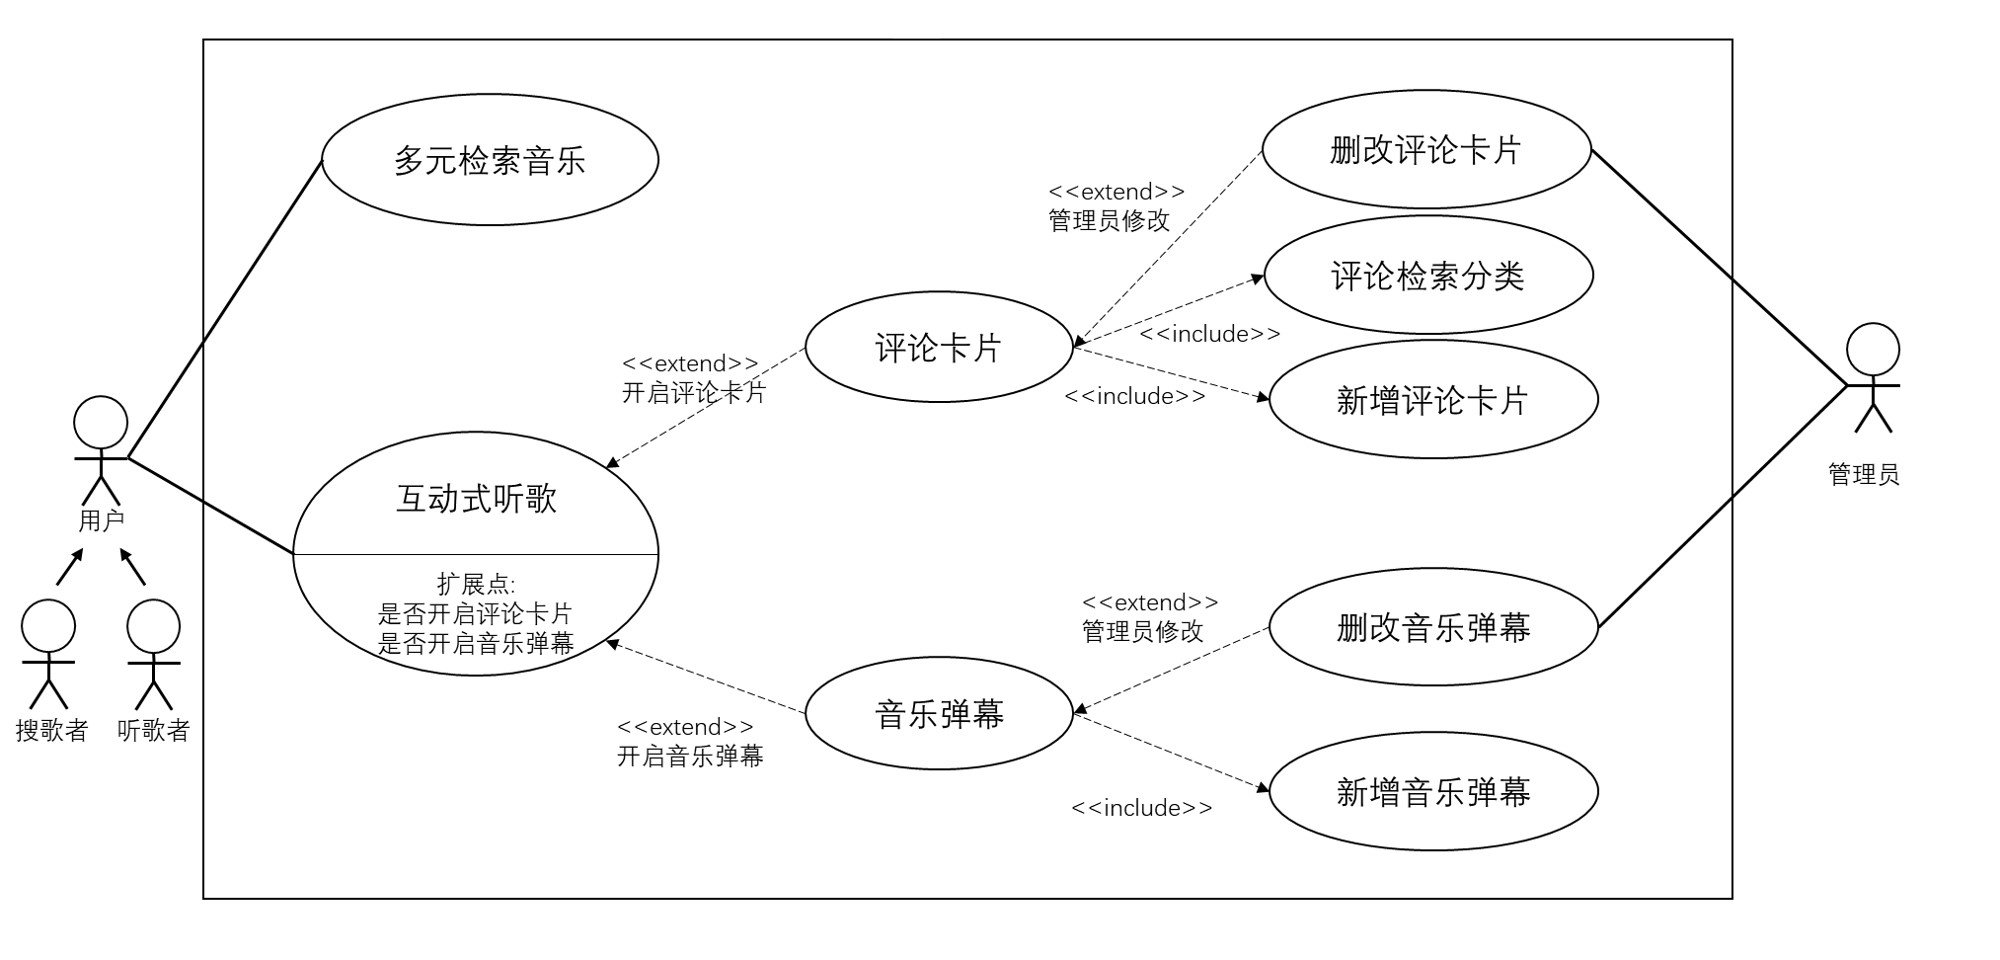 多元检索音乐
删改评论卡片
<<extend>>
管理员修改
评论检索分类
<<include>>
评论卡片
<<extend>>
开启评论卡片
<<include>>
新增评论卡片
管理员
用户
互动式听歌
扩展点:
是否开启评论卡片
是否开启音乐弹幕
<<extend>>
管理员修改
删改音乐弹幕
搜歌者
听歌者
<<extend>>
开启音乐弹幕
音乐弹幕
<<include>>
新增音乐弹幕